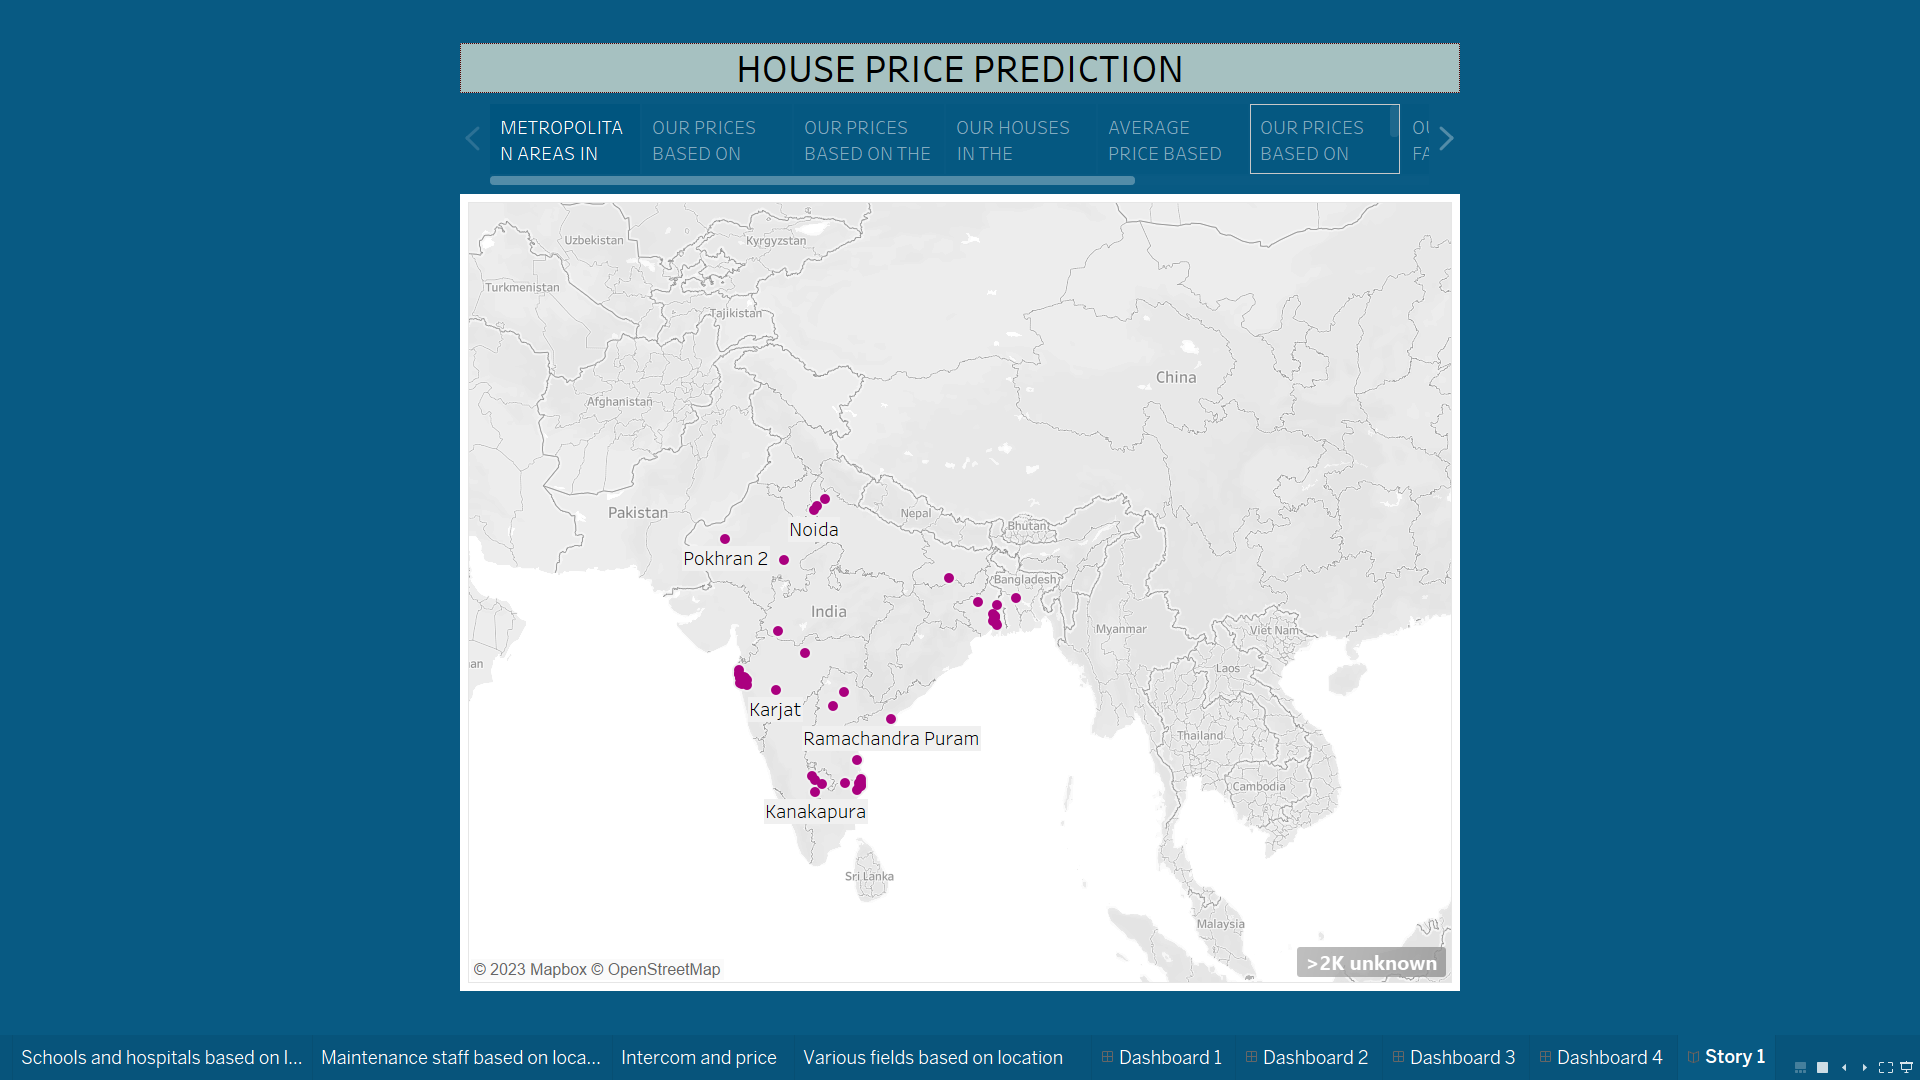 HOUSE PRICE PREDICTION
METROPOLITA
N AREAS IN
OUR PRICES
BASED ON
OUR PRICES
BASED ON THE
OUR HOUSES
IN THE
AVERAGE
PRICE BASED
OUR PRICES
BASED ON
Uzbekistan
Kyrgyzstan
Turkmenistan
Tajikistan
China
Afghanistan
Pakistan
Nepal
Bhutan
Noida
Pokhran 2
Bangladesh
India
Myanmar
Viet Nam
an
Laos
Karjat
Ramachandra Puram
Thailand
Cambodia
Kanakapura
Sri Lanka
Malaysia
© 2023 Mapbox © OpenStreetMap
>2K unknown
Schools and hospitals based on l...
Maintenance staff based on loca...
Intercom and price
Various fields based on location
Dashboard 1
Dashboard 2
Dashboard 3
Dashboard 4
Story 1